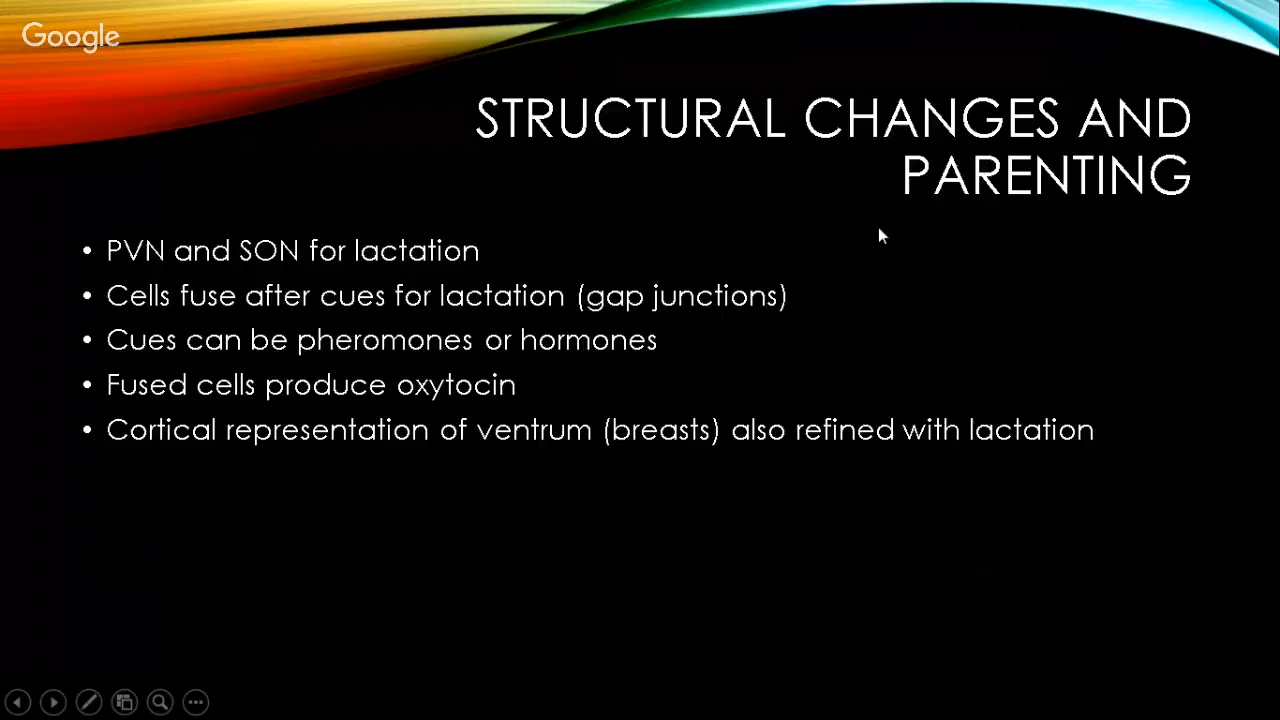 Google
STRUCTURAL CHANGES AND
PARENTING
• PVN and SON for lactation
• Cells fuse after cues for lactation (gap junctions)
• Cues can be pheromones or hormones
• Fused cells produce oxytocin
• Cortical representation of ventrum (breasts) also refined with lactation